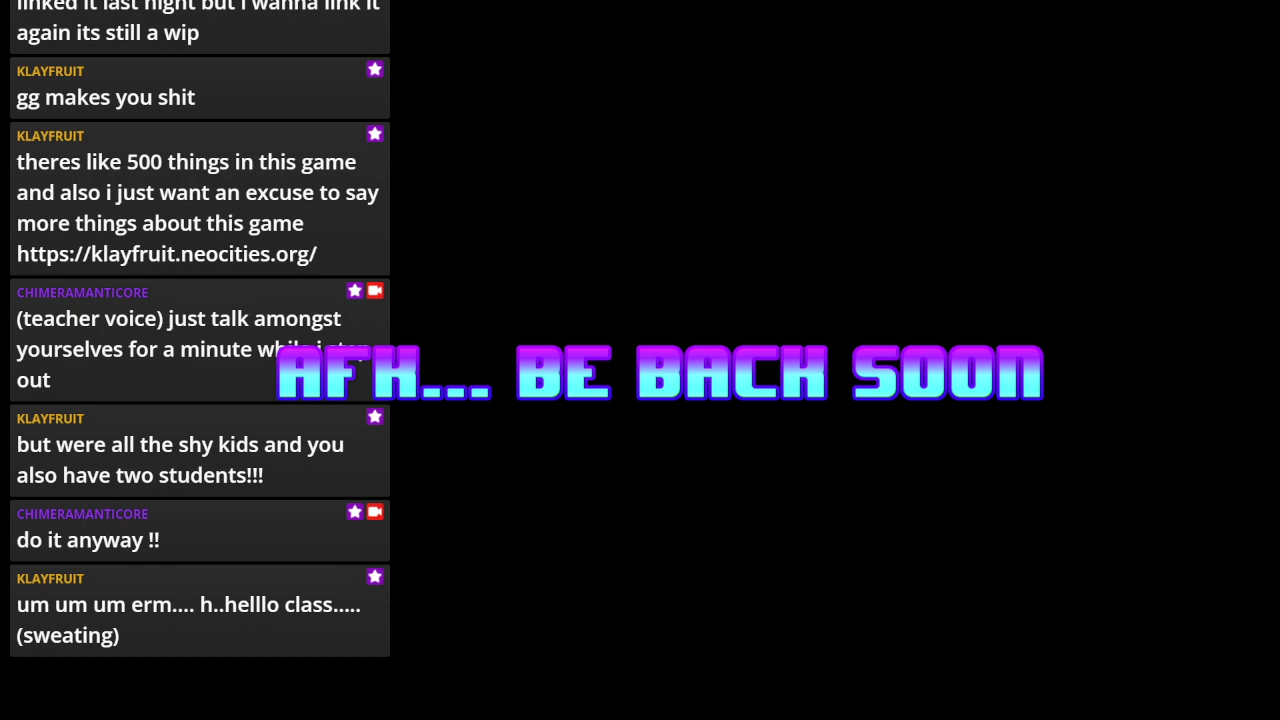 linked it last night but i wanna link it
again its still a wip
KLAYFRUIT
gg makes you shit
KLAYFRUIT
theres like 500 things in this game
and also i just want an excuse to say
more things about this game
https://klayfruit.neocities.org/
CHIMERAMANTICORE
(teacher voice) just talk amongst
yourselves for a minute while i step
out
AFK... BE BACK SOON
KLAYFRUIT
but were all the shy kids and you
also have two students!!!
CHIMERAMANTICORE
do it anyway !!
KLAYFRUIT
um um um erm.... h..helllo class.....
(sweating)